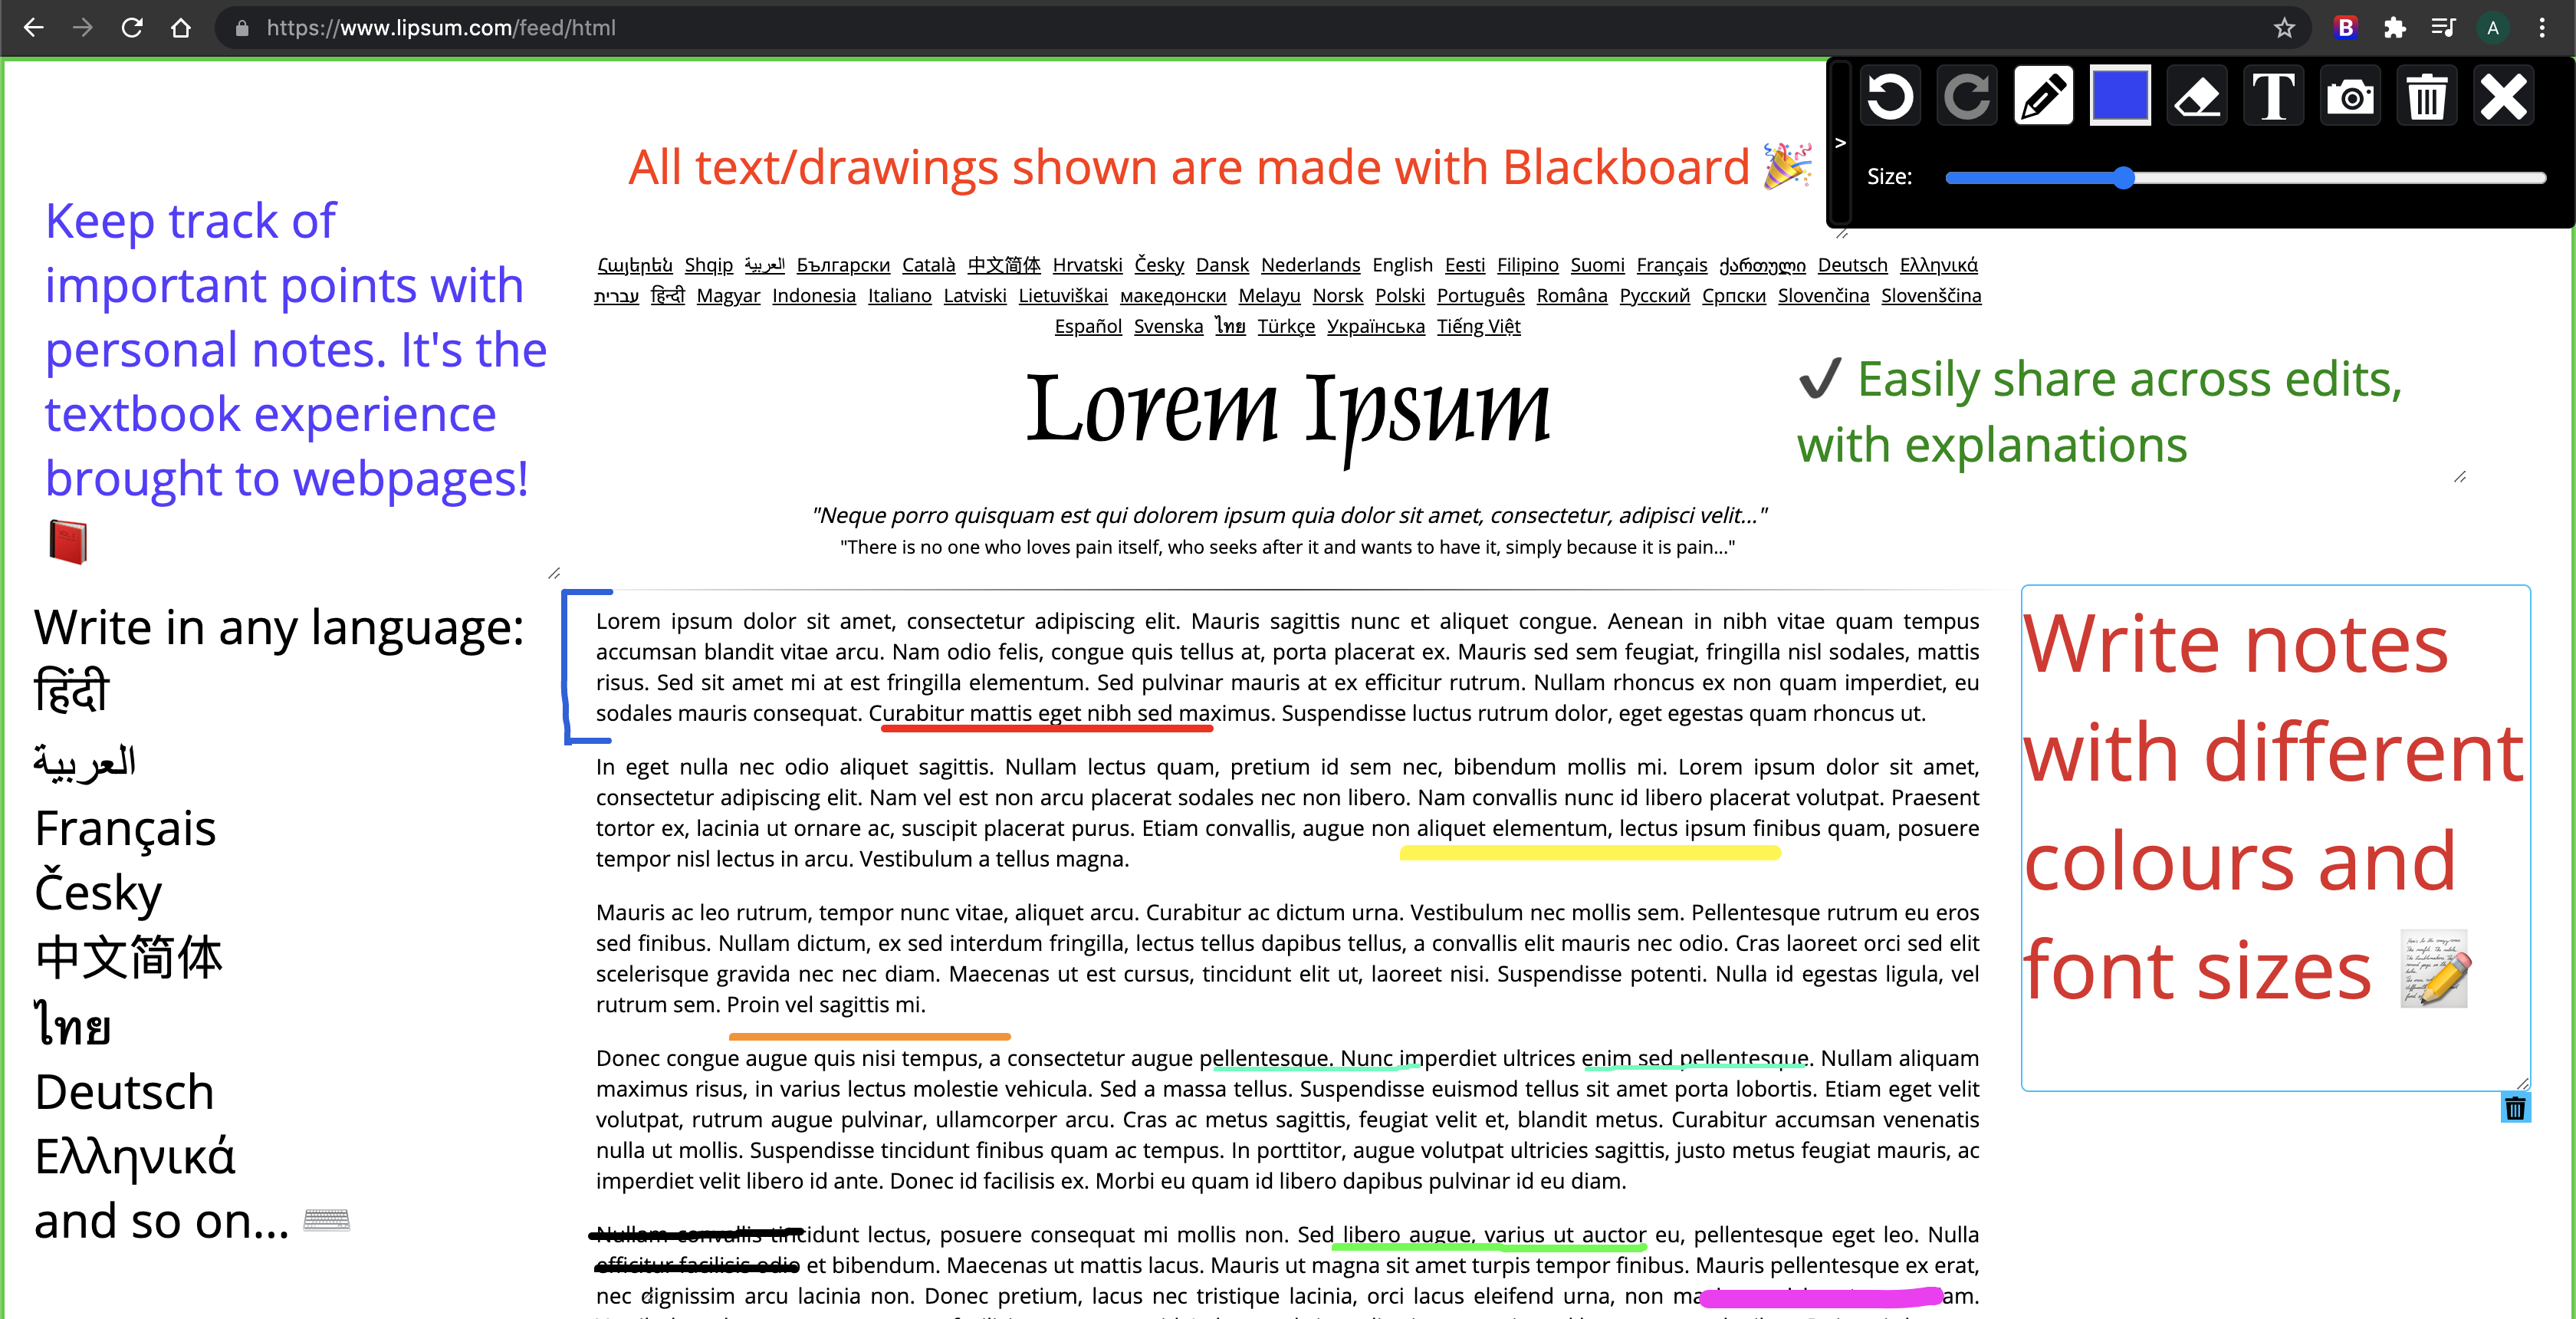 https://www.lipsum.com/feed/html
B
A
T
>
Size:
All text/drawings shown are made with Blackboard 🎉
Keep track of
important points with
personal notes. It's the
textbook experience
brought to webpages!
📕
Հայերեն Shqip العربية Български Català 中文简体 Hrvatski Česky Dansk Nederlands English Eesti Filipino Suomi Français ქართული Deutsch Ελληνικά
עברית हिन्दी Magyar Indonesia Italiano Latviski Lietuviškai македонски Melayu Norsk Polski Português Româna Русский Српски Slovenčina Slovenščina
Español Svenska ไทย Türkçe Українська Tiếng Việt
Lorem Ipsum
✔ Easily share across edits,
with explanations
"Neque porro quisquam est qui dolorem ipsum quia dolor sit amet, consectetur, adipisci velit..."
"There is no one who loves pain itself, who seeks after it and wants to have it, simply because it is pain..."
Write in any language:
हिंदी
العربية
Français
Česky
中文简体
ไทย
Deutsch
Ελληνικά
and so on... ⌨
Lorem ipsum dolor sit amet, consectetur adipiscing elit. Mauris sagittis nunc et aliquet congue. Aenean in nibh vitae quam tempus
accumsan blandit vitae arcu. Nam odio felis, congue quis tellus at, porta placerat ex. Mauris sed sem feugiat, fringilla nisl sodales, mattis
risus. Sed sit amet mi at est fringilla elementum. Sed pulvinar mauris at ex efficitur rutrum. Nullam rhoncus ex non quam imperdiet, eu
sodales mauris consequat. Curabitur mattis eget nibh sed maximus. Suspendisse luctus rutrum dolor, eget egestas quam rhoncus ut.
In eget nulla nec odio aliquet sagittis. Nullam lectus quam, pretium id sem nec, bibendum mollis mi. Lorem ipsum dolor sit amet,
consectetur adipiscing elit. Nam vel est non arcu placerat sodales nec non libero. Nam convallis nunc id libero placerat volutpat. Praesent
tortor ex, lacinia ut ornare ac, suscipit placerat purus. Etiam convallis, augue non aliquet elementum, lectus ipsum finibus quam, posuere
tempor nisl lectus in arcu. Vestibulum a tellus magna.
Mauris ac leo rutrum, tempor nunc vitae, aliquet arcu. Curabitur ac dictum urna. Vestibulum nec mollis sem. Pellentesque rutrum eu eros
sed finibus. Nullam dictum, ex sed interdum fringilla, lectus tellus dapibus tellus, a convallis elit mauris nec odio. Cras laoreet orci sed elit
scelerisque gravida nec nec diam. Maecenas ut est cursus, tincidunt elit ut, laoreet nisi. Suspendisse potenti. Nulla id egestas ligula, vel
rutrum sem. Proin vel sagittis mi.
Donec congue augue quis nisi tempus, a consectetur augue pellentesque. Nunc imperdiet ultrices enim sed pellentesque. Nullam aliquam
maximus risus, in varius lectus molestie vehicula. Sed a massa tellus. Suspendisse euismod tellus sit amet porta lobortis. Etiam eget velit
volutpat, rutrum augue pulvinar, ullamcorper arcu. Cras ac metus sagittis, feugiat velit et, blandit metus. Curabitur accumsan venenatis
nulla ut mollis. Suspendisse tincidunt finibus quam ac tempus. In porttitor, augue volutpat ultricies sagittis, justo metus feugiat mauris, ac
imperdiet velit libero id ante. Donec id facilisis ex. Morbi eu quam id libero dapibus pulvinar id eu diam.
Nullam convallis tincidunt lectus, posuere consequat mi mollis non. Sed libero augue, varius ut auctor eu, pellentesque eget leo. Nulla
efficitur facilisis odio et bibendum. Maecenas ut mattis lacus. Mauris ut magna sit amet turpis tempor finibus. Mauris pellentesque ex erat,
nec dignissim arcu lacinia non. Donec pretium, lacus nec tristique lacinia, orci lacus eleifend urna, non
Write notes
with different
colours and
font sizes 📝